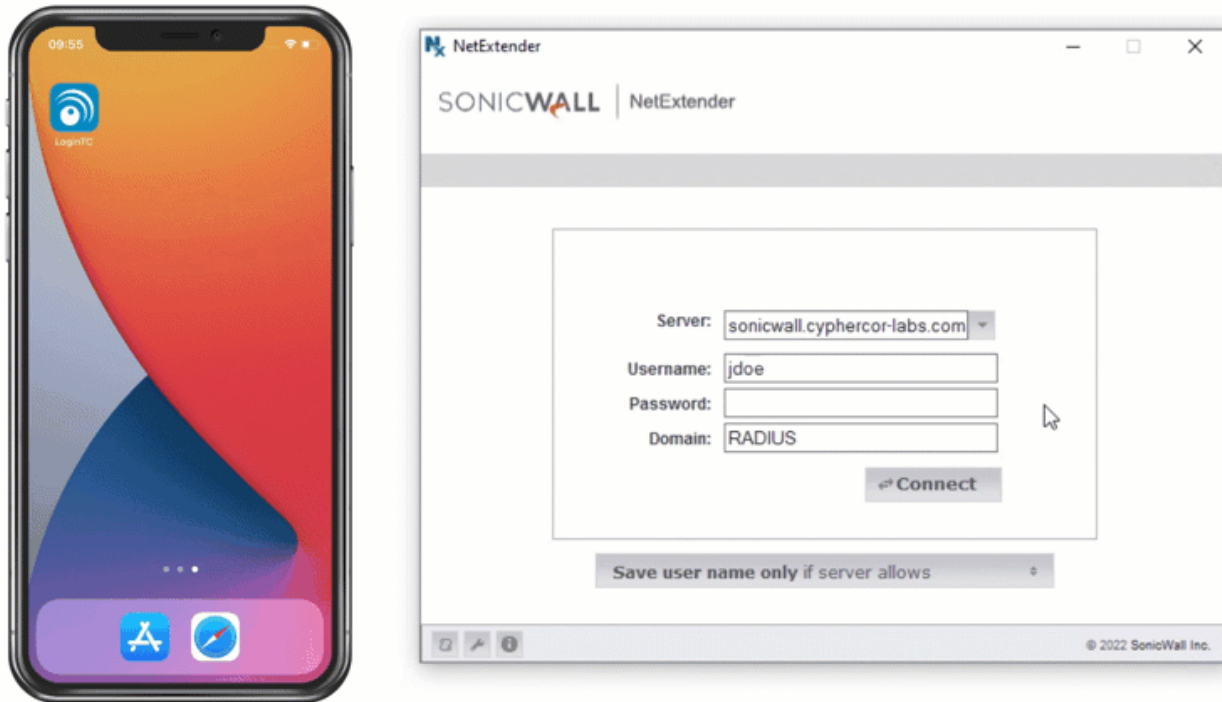 09:55
LoginTC
NetExtender
SONICWALL NetExtender
Server: sonicwall.cyphercor-labs.com
Username: jdoe
Password:
Domain: RADIUS
Connect
Save user name only if server allows
© 2022 SonicWall Inc.